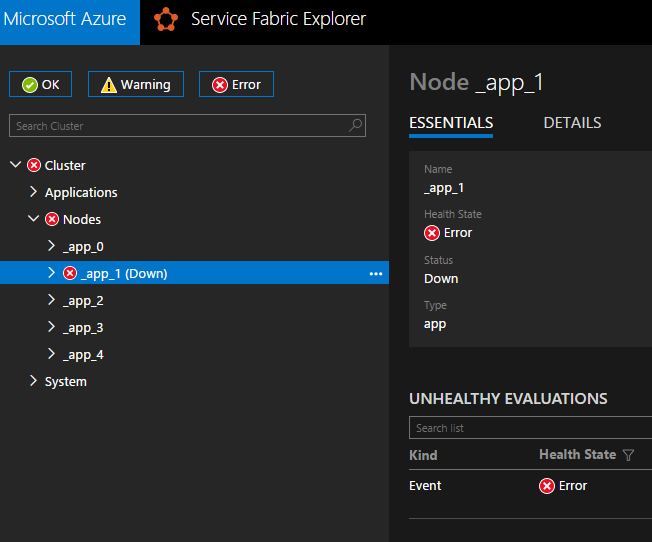 Microsoft Azure
Service Fabric Explorer
OK
Warning
Error
Search Cluster
Cluster
Applications
Nodes
_app_0
_app_1 (Down)
_app_2
_app_3
_app_4
System
Node _app_1
ESSENTIALS
DETAILS
Name
_app_1
Health State
Error
Status
Down
Type
app
UNHEALTHY EVALUATIONS
Search list
Kind
Health State
Event
Error